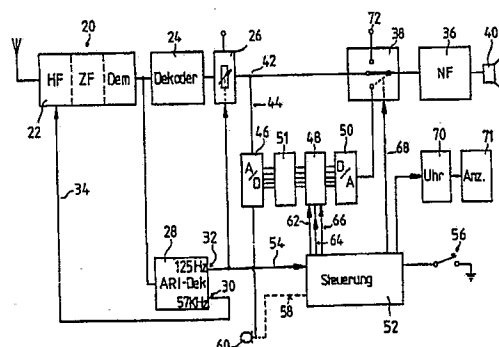 20
24
26
72
38
36
40
HF
ZF
Dem
Dekoder
42
NF
22
44
46
51
48
50
68
70
71
A/D
D/A
Uhr
Anz.
34
62
66
64
28
32
125Hz
ARI-Dek
57KHz
30
54
Steuerung
56
58
60
52